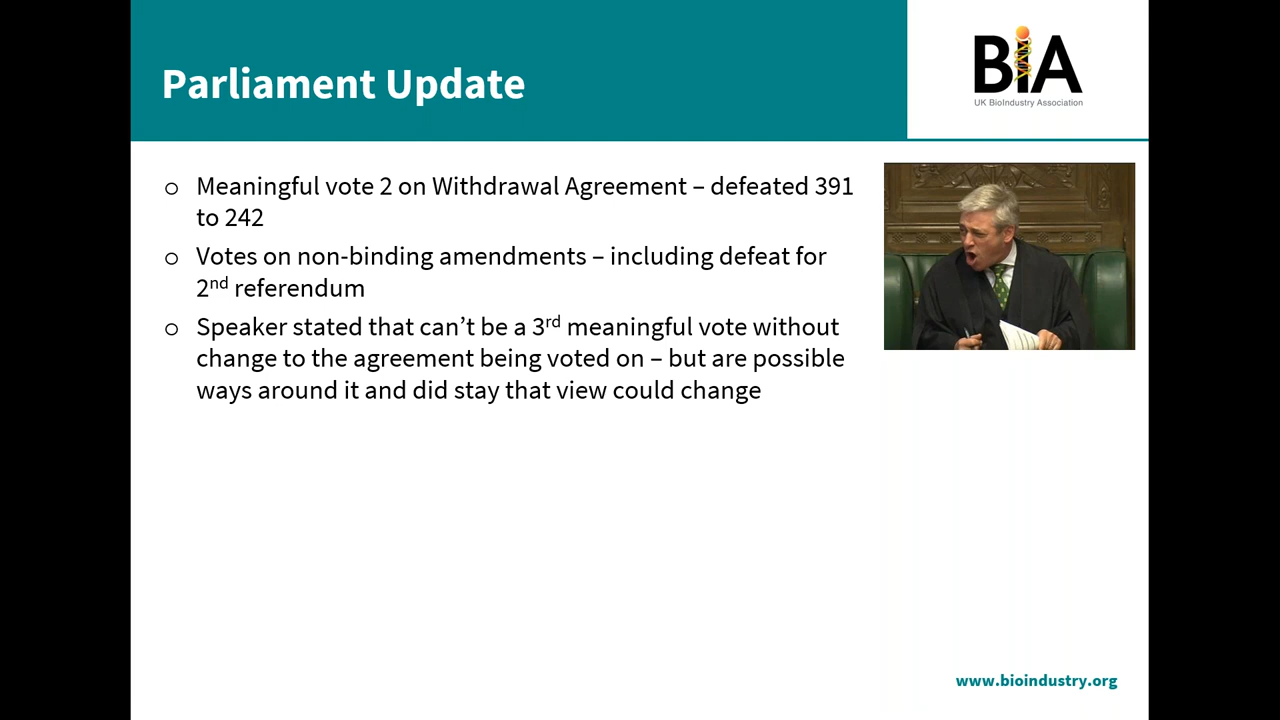 Parliament Update
BIA
UK BioIndustry Association
o Meaningful vote 2 on Withdrawal Agreement – defeated 391
to 242
o Votes on non-binding amendments – including defeat for
2nd referendum
o Speaker stated that can’t be a 3rd meaningful vote without
change to the agreement being voted on – but are possible
ways around it and did stay that view could change
www.bioindustry.org